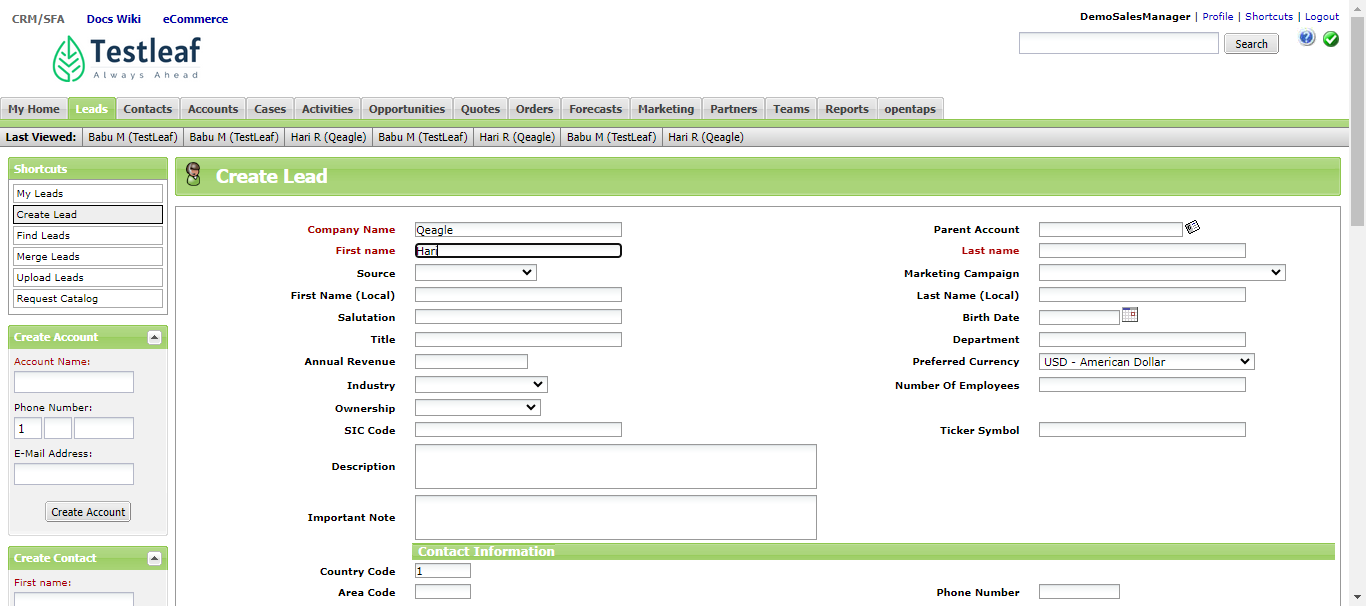 CRM/SFA Docs Wiki eCommerce
DemoSalesManager | Profile | Shortcuts | Logout
Testleaf
Always Ahead
Search
?
My Home Leads Contacts Accounts Cases Activities Opportunities Quotes Orders Forecasts Marketing Partners Teams Reports opentaps
Last Viewed: Babu M (TestLeaf) Babu M (TestLeaf) Hari R (Qeagle) Babu M (TestLeaf) Hari R (Qeagle) Babu M (TestLeaf) Hari R (Qeagle)
Shortcuts
My Leads
Create Lead
Find Leads
Merge Leads
Upload Leads
Request Catalog
Create Account
Account Name:
Phone Number:
1
E-Mail Address:
Create Account
Create Contact
First name:
Create Lead
Company Name Qeagle Parent Account
First name Hari Last name
Source Marketing Campaign
First Name (Local) Last Name (Local)
Salutation Birth Date
Title Department
Annual Revenue Preferred Currency USD - American Dollar
Industry Number Of Employees
Ownership
SIC Code Ticker Symbol
Description
Important Note
Contact Information
Country Code 1
Area Code Phone Number